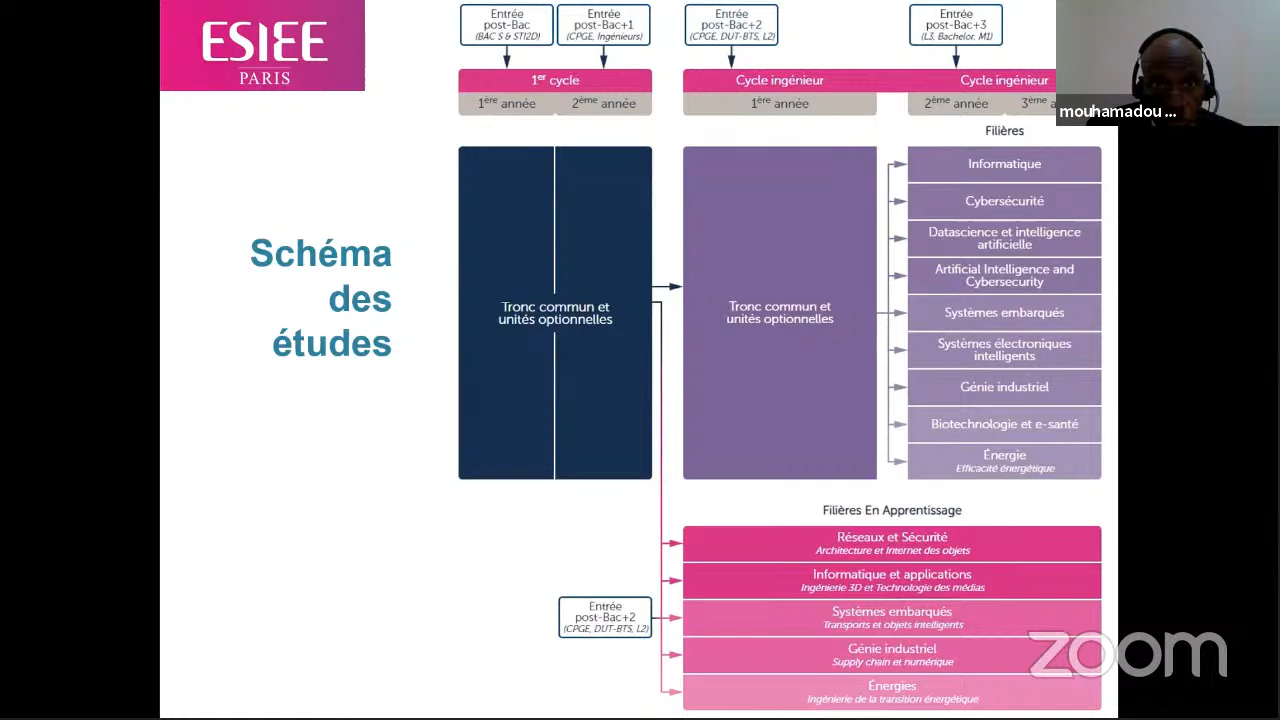 ESIEE
PARIS
Schéma
des
études
Entrée
post-Bac
(BAC S & STI2D)
Entrée
post-Bac+1
(CPGE, Ingénieurs)
Entrée
post-Bac+2
(CPGE, DUT-BTS, L2)
Entrée
post-Bac+3
(L3, Bachelor, M1)
1er cycle
Cycle ingénieur
Cycle ingénieur
1ère année
2ème année
1ère année
2ème année
3ème a
mouhamadou ...
Filières
Tronc commun et
unités optionnelles
Tronc commun et
unités optionnelles
Informatique
Cybersécurité
Datascience et intelligence
artificielle
Artificial Intelligence and
Cybersecurity
Systèmes embarqués
Systèmes électroniques
intelligents
Génie industriel
Biotechnologie et e-santé
Énergie
Efficacité énergétique
Filières En Apprentissage
Réseaux et Sécurité
Architecture et Internet des objets
Informatique et applications
Ingénierie 3D et Technologie des médias
Entrée
post-Bac+2
(CPGE, DUT-BTS, L2)
Systèmes embarqués
Transports et objets intelligents
Génie industriel
Supply chain et numérique
Énergies
Ingénierie de la transition énergétique
zoom